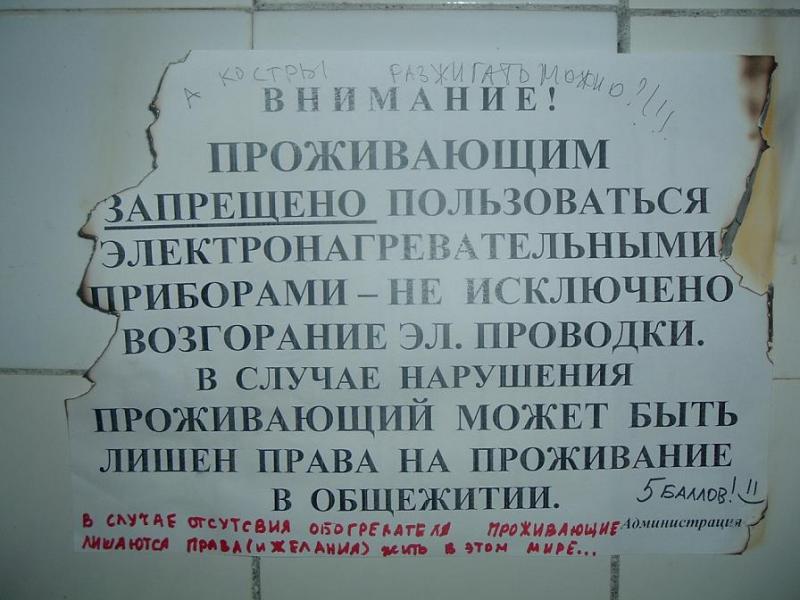 А КОСТРЫ РАЗЖИГАТЬ МОЖНО?!!!
ВНИМАНИЕ!
ПРОЖИВАЮЩИМ
ЗАПРЕЩЕНО ПОЛЬЗОВАТЬСЯ
ЭЛЕКТРОНАГРЕВАТЕЛЬНЫМИ
ПРИБОРАМИ – НЕ ИСКЛЮЧЕНО
ВОЗГОРАНИЕ ЭЛ. ПРОВОДКИ.
В СЛУЧАЕ НАРУШЕНИЯ
ПРОЖИВАЮЩИЙ МОЖЕТ БЫТЬ
ЛИШЕН ПРАВА НА ПРОЖИВАНИЕ
В ОБЩЕЖИТИИ.
5 БАЛЛОВ!
Администрация
В СЛУЧАЕ ОТСУТСВИЯ ОБОГРЕВАТЕЛЯ ПРОЖИВАЮЩИЕ
ЛИШАЮТСЯ ПРАВА (И ЖЕЛАНИЯ) ЖИТЬ В ЭТОМ МИРЕ...